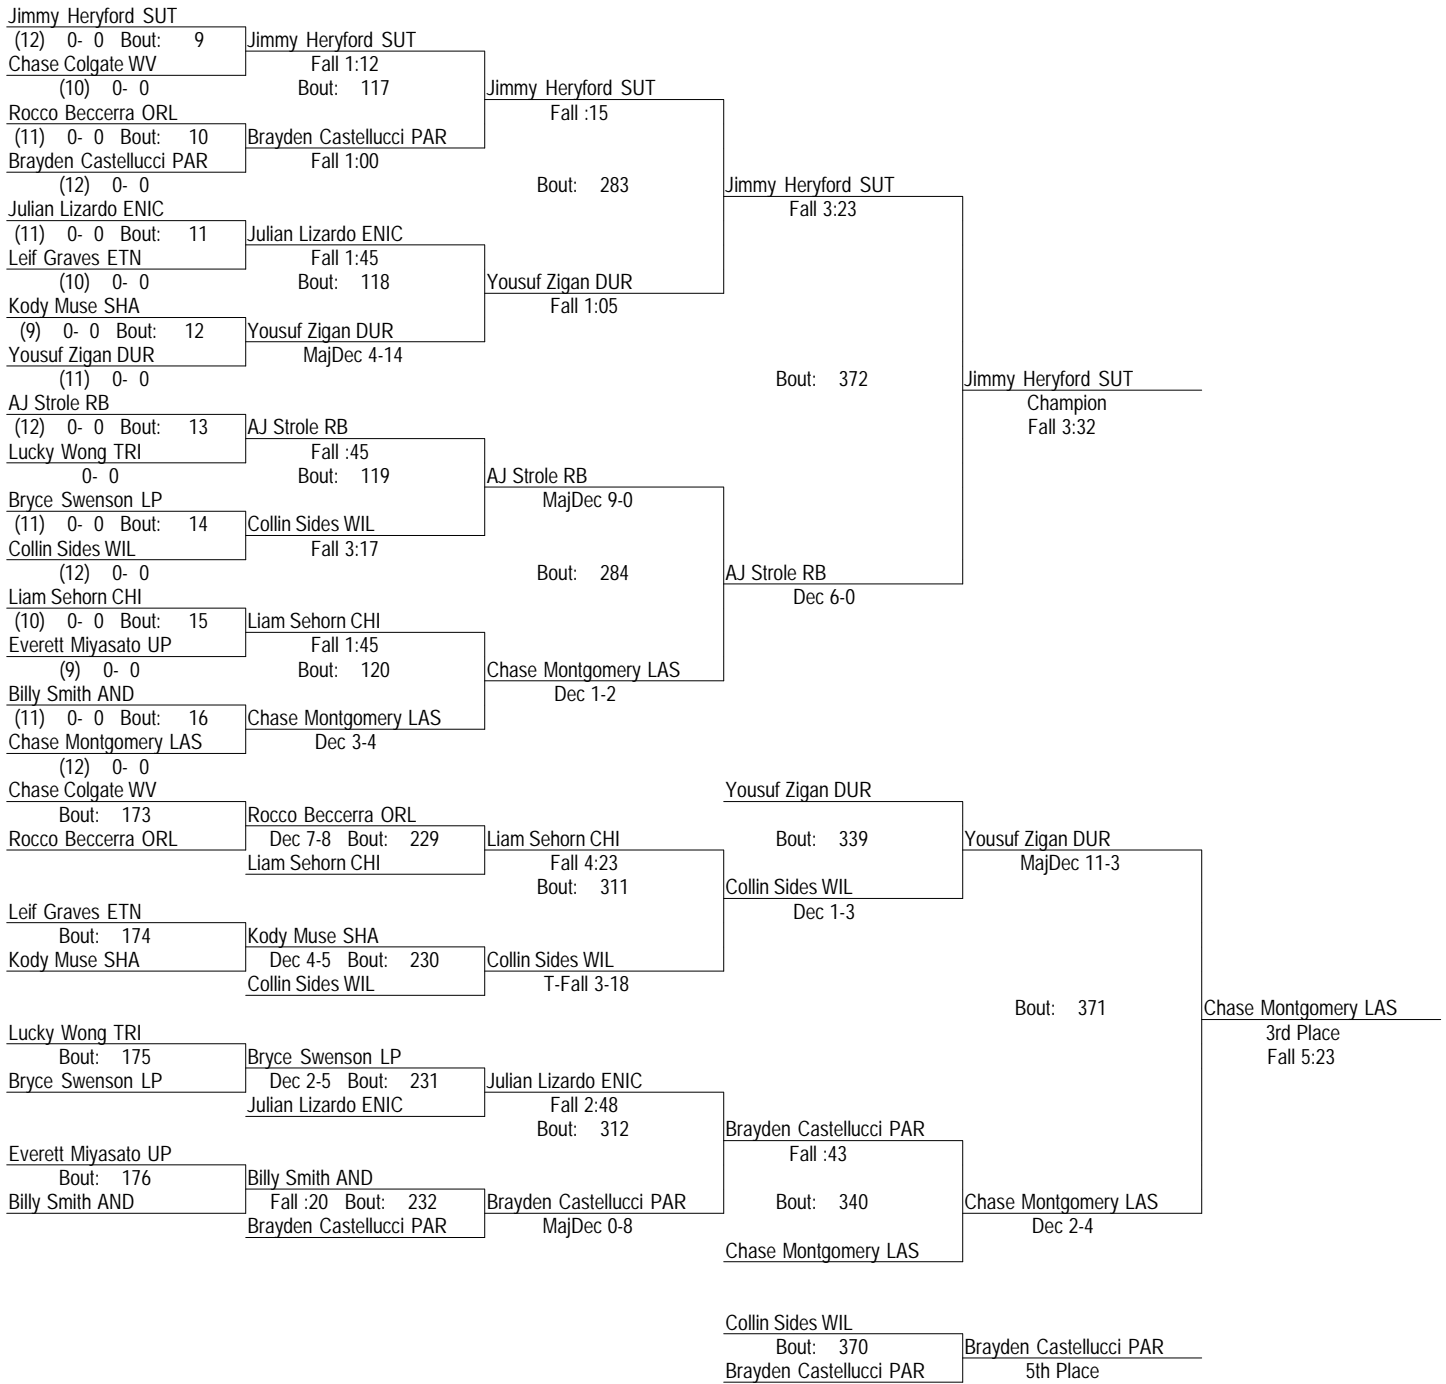 Jimmy Heryford SUT
(12) 0- 0 Bout: 9 Jimmy Heryford SUT
Chase Colgate WV Fall 1:12
(10) 0- 0 Bout: 117 Jimmy Heryford SUT
Rocco Beccerra ORL Fall :15
(11) 0- 0 Bout: 10 Brayden Castellucci PAR
Brayden Castellucci PAR Fall 1:00
(12) 0- 0 Bout: 283 Jimmy Heryford SUT
Julian Lizardo ENIC Fall 3:23
(11) 0- 0 Bout: 11 Julian Lizardo ENIC
Leif Graves ETN Fall 1:45
(10) 0- 0 Bout: 118 Yousuf Zigan DUR
Kody Muse SHA Fall 1:05
(9) 0- 0 Bout: 12 Yousuf Zigan DUR
Yousuf Zigan DUR MajDec 4-14
(11) 0- 0 Bout: 372 Jimmy Heryford SUT
AJ Strole RB Champion
(12) 0- 0 Bout: 13 AJ Strole RB Fall 3:32
Lucky Wong TRI Fall :45
0- 0 Bout: 119 AJ Strole RB
Bryce Swenson LP MajDec 9-0
(11) 0- 0 Bout: 14 Collin Sides WIL
Collin Sides WIL Fall 3:17
(12) 0- 0 Bout: 284 AJ Strole RB
Liam Sehorn CHI Dec 6-0
(10) 0- 0 Bout: 15 Liam Sehorn CHI
Everett Miyasato UP Fall 1:45
(9) 0- 0 Bout: 120 Chase Montgomery LAS
Billy Smith AND Dec 1-2
(11) 0- 0 Bout: 16 Chase Montgomery LAS
Chase Montgomery LAS Dec 3-4
(12) 0- 0
Chase Colgate WV Yousuf Zigan DUR
Bout: 173 Rocco Beccerra ORL
Rocco Beccerra ORL Dec 7-8 Bout: 229 Liam Sehorn CHI Bout: 339 Yousuf Zigan DUR
Liam Sehorn CHI Fall 4:23 MajDec 11-3
Bout: 311 Collin Sides WIL
Leif Graves ETN Dec 1-3
Bout: 174 Kody Muse SHA
Kody Muse SHA Dec 4-5 Bout: 230 Collin Sides WIL
Collin Sides WIL T-Fall 3-18
Bout: 371 Chase Montgomery LAS
Lucky Wong TRI 3rd Place
Bout: 175 Bryce Swenson LP Fall 5:23
Bryce Swenson LP Dec 2-5 Bout: 231 Julian Lizardo ENIC
Julian Lizardo ENIC Fall 2:48
Bout: 312 Brayden Castellucci PAR
Everett Miyasato UP Fall :43
Bout: 176 Billy Smith AND
Billy Smith AND Fall :20 Bout: 232 Brayden Castellucci PAR Bout: 340 Chase Montgomery LAS
Brayden Castellucci PAR MajDec 0-8 Dec 2-4
Chase Montgomery LAS
Collin Sides WIL
Bout: 370 Brayden Castellucci PAR
Brayden Castellucci PAR 5th Place